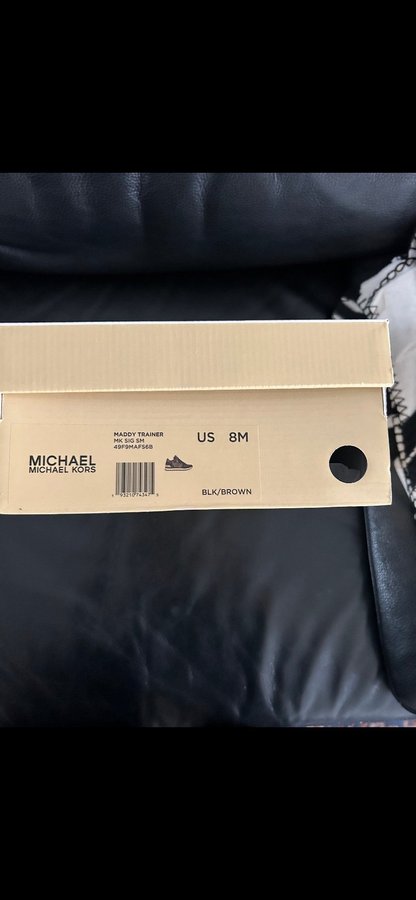 MADDY TRAINER
MK SIG SM
49F9MAFS6B
US 8M
MICHAEL
MICHAEL KORS
BLK/BROWN